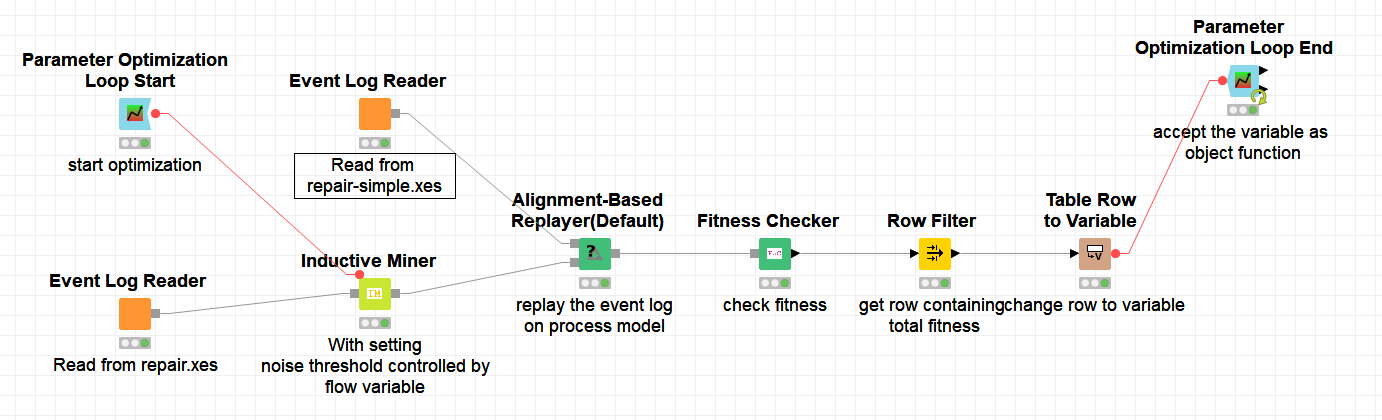 Parameter Optimization
Loop Start
start optimization
Event Log Reader
Read from
repair-simple.xes
Event Log Reader
Read from repair.xes
Inductive Miner
With setting
noise threshold controlled by
flow variable
Alignment-Based
Replayer(Default)
?
replay the event log
on process model
Fitness Checker
check fitness
Row Filter
get row containing
total fitness
Table Row
to Variable
V
change row to variable
Parameter
Optimization Loop End
accept the variable as
object function